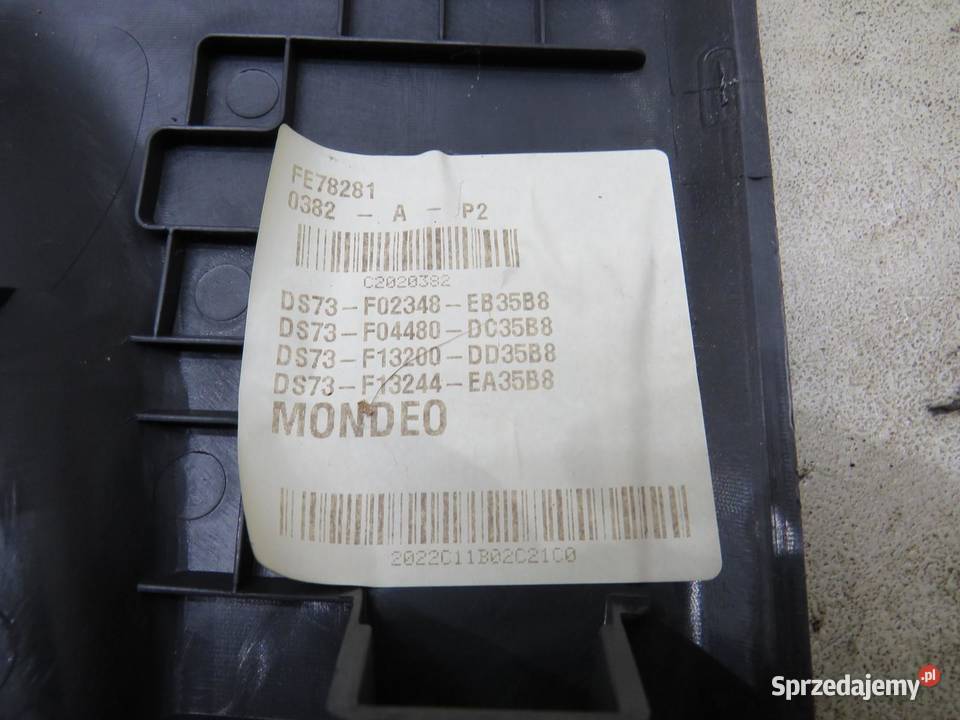 FE78281
0382 - A - P2
C2020382
DS73-F02348-EB35B8
DS73-F04480-DC35B8
DS73-F13200-DD35B8
DS73-F13244-EA35B8
MONDEO
2022C11B02C21C0
Sprzedajemy.pl